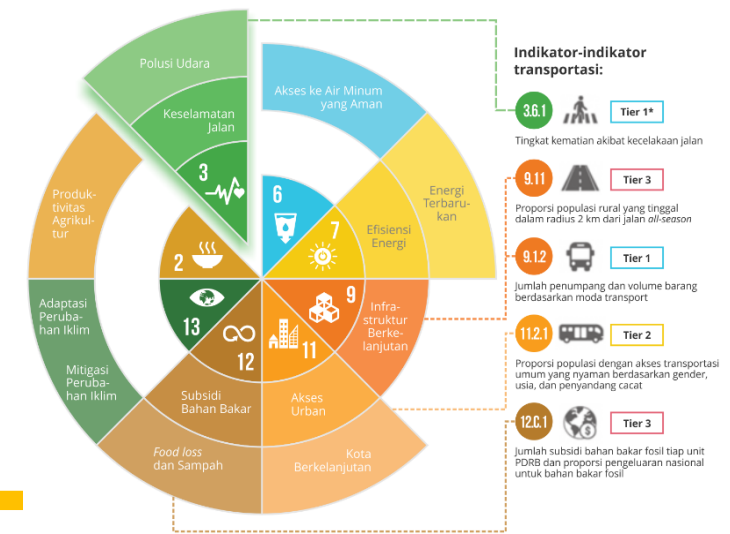 Polusi Udara
Keselamatan
Jalan
3
Akses ke Air Minum
yang Aman
6
Energi
Terbaru-
kan
Efisiensi
Energi
7
Infra-
struktur
Berke-
lanjutan
9
Akses
Urban
Kota
Berkelanjutan
11
Subsidi
Bahan Bakar
Food loss
dan Sampah
12
Adaptasi
Peruba-
han Iklim
Mitigasi
Peruba-
han Iklim
13
Produk-
tivitas
Agrikul-
tur
2
Indikator-indikator
transportasi:
3.6.1
Tier 1*
Tingkat kematian akibat kecelakaan jalan
9.11
Tier 3
Proporsi populasi rural yang tinggal
dalam radius 2 km dari jalan all-season
9.1.2
Tier 1
Jumlah penumpang dan volume barang
berdasarkan moda transport
11.2.1
Tier 2
Proporsi populasi dengan akses transportasi
umum yang nyaman berdasarkan gender,
usia, dan penyandang cacat
12.C.1
Tier 3
Jumlah subsidi bahan bakar fosil tiap unit
PDRB dan proporsi pengeluaran nasional
untuk bahan bakar fosil